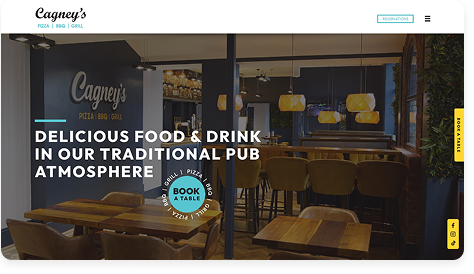 Cagney's
PIZZA | BBQ | GRILL
RESERVATIONS
Cagney's
PIZZA | BBQ | GRILL
DELICIOUS FOOD & DRINK
IN OUR TRADITIONAL PUB
ATMOSPHERE
PIZZA | BBQ | GRILL | PIZZA | BBQ | GRILL |
BOOK
A TABLE
BOOK A TABLE